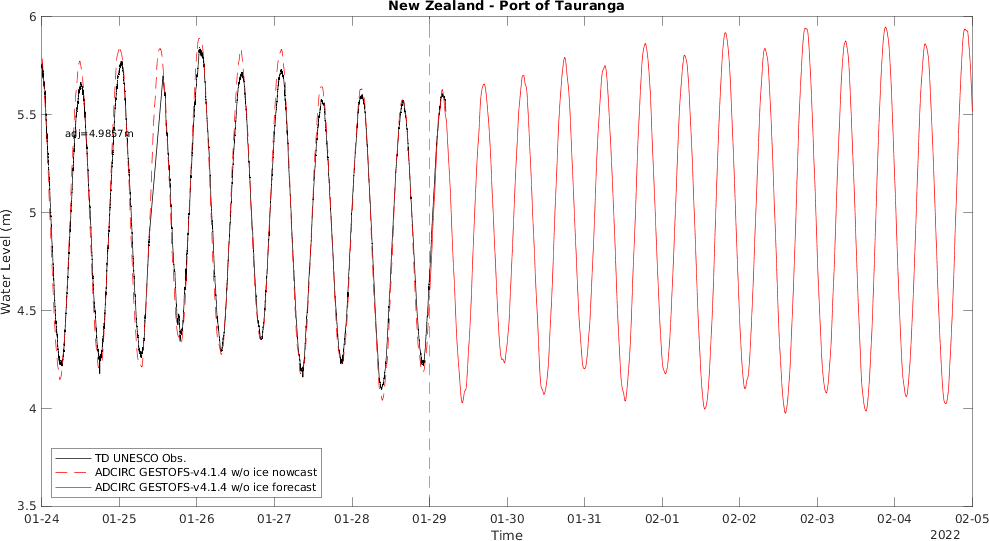 New Zealand - Port of Tauranga
6
5.5
5
4.5
4
3.5
Water Level (m)
adj=4.9857m
TD UNESCO Obs.
ADCIRC GESTOFS-v4.1.4 w/o ice nowcast
ADCIRC GESTOFS-v4.1.4 w/o ice forecast
01-24 01-25 01-26 01-27 01-28 01-29 01-30 01-31 02-01 02-02 02-03 02-04 02-05
Time
2022